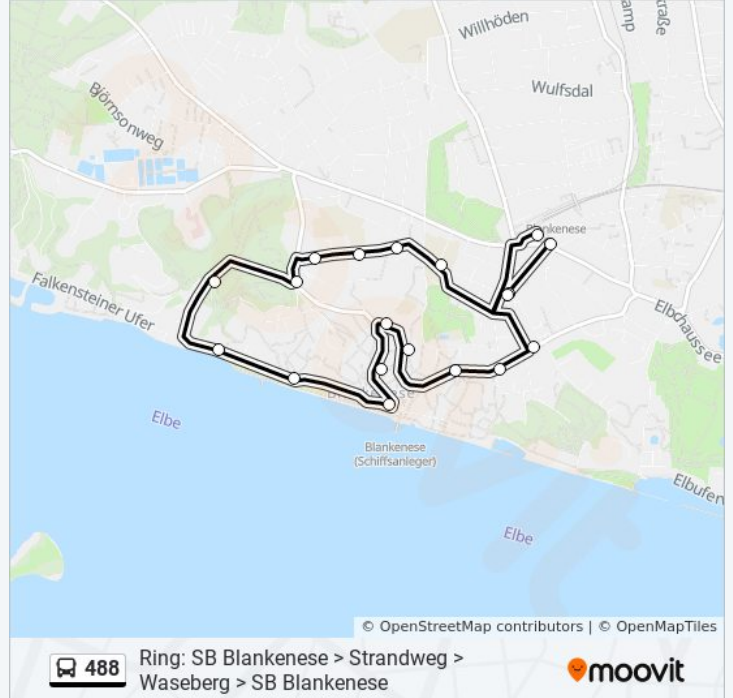 Willhöden
Wulfsdal
Björnsonweg
Blankenese
Falkensteiner Ufer
Elbchaussee
Elbe
Blankenese
(Schiffsanleger)
Elbufer
Elbe
© OpenStreetMap contributors | © OpenMapTiles
488
Ring: SB Blankenese > Strandweg >
Waseberg > SB Blankenese
moovit